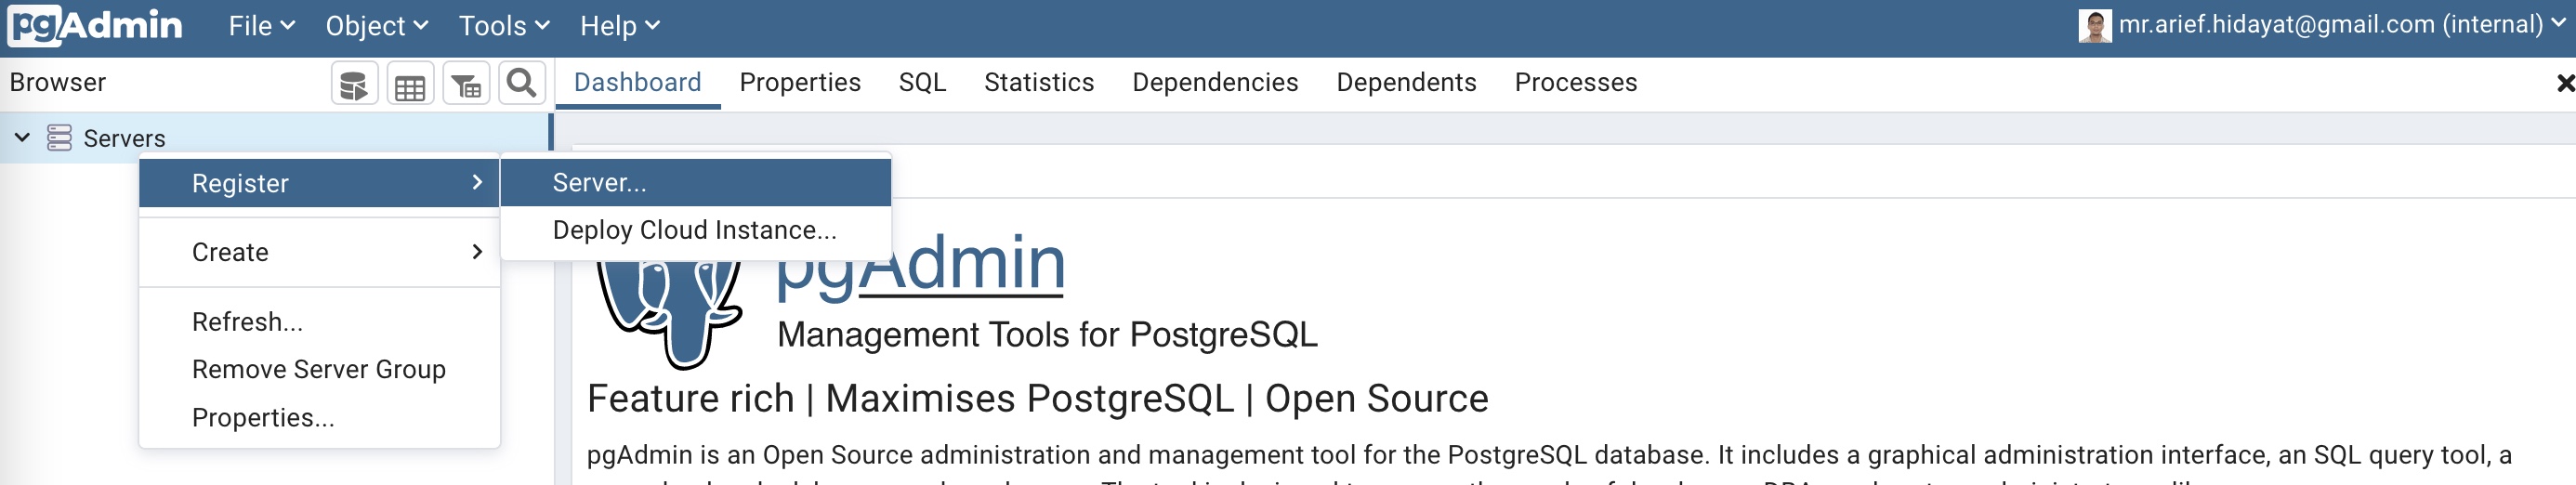 pgAdmin File Object Tools Help mr.arief.hidayat@gmail.com (internal)
Browser Dashboard Properties SQL Statistics Dependencies Dependents Processes
Servers
Register Server...
Deploy Cloud Instance...
Create
Refresh...
Remove Server Group
Properties...
pgAdmin
Management Tools for PostgreSQL
Feature rich | Maximises PostgreSQL | Open Source
pgAdmin is an Open Source administration and management tool for the PostgreSQL database. It includes a graphical administration interface, an SQL query tool, a